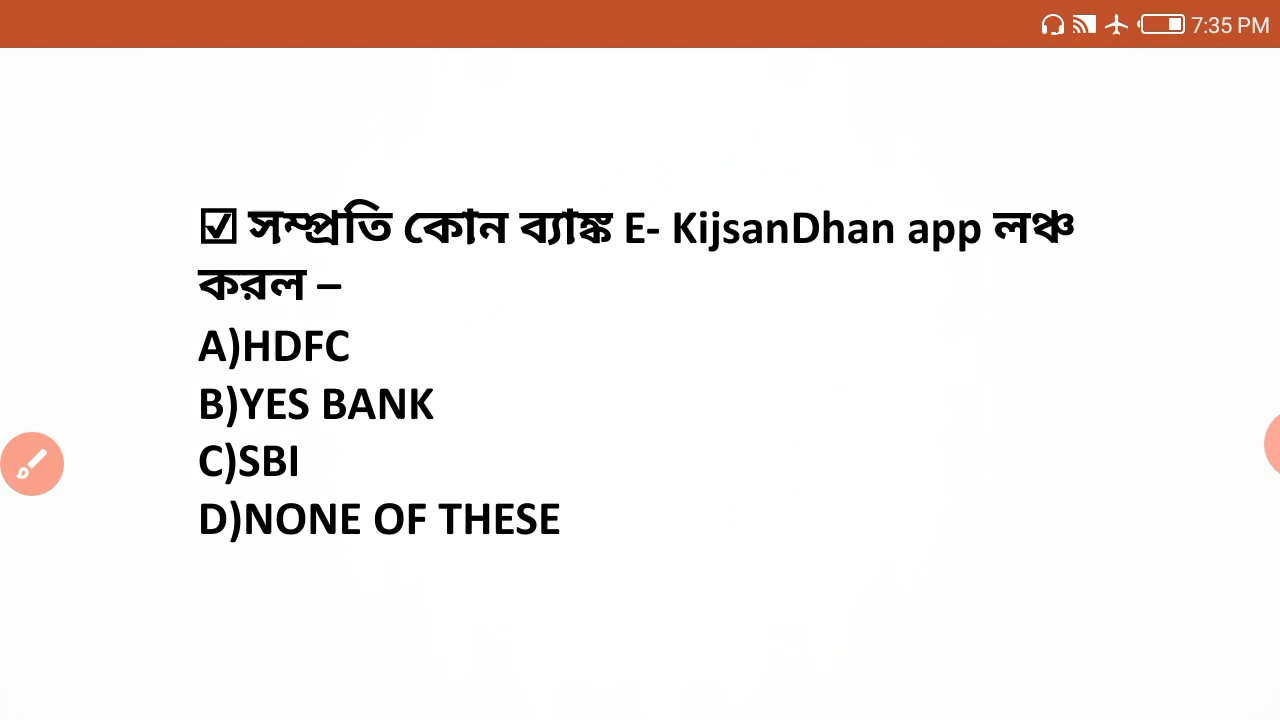 7:35 PM
☑ সম্প্রতি কোন ব্যাঙ্ক E- KijsanDhan app লঞ্চ
করল –
A)HDFC
B)YES BANK
C)SBI
D)NONE OF THESE